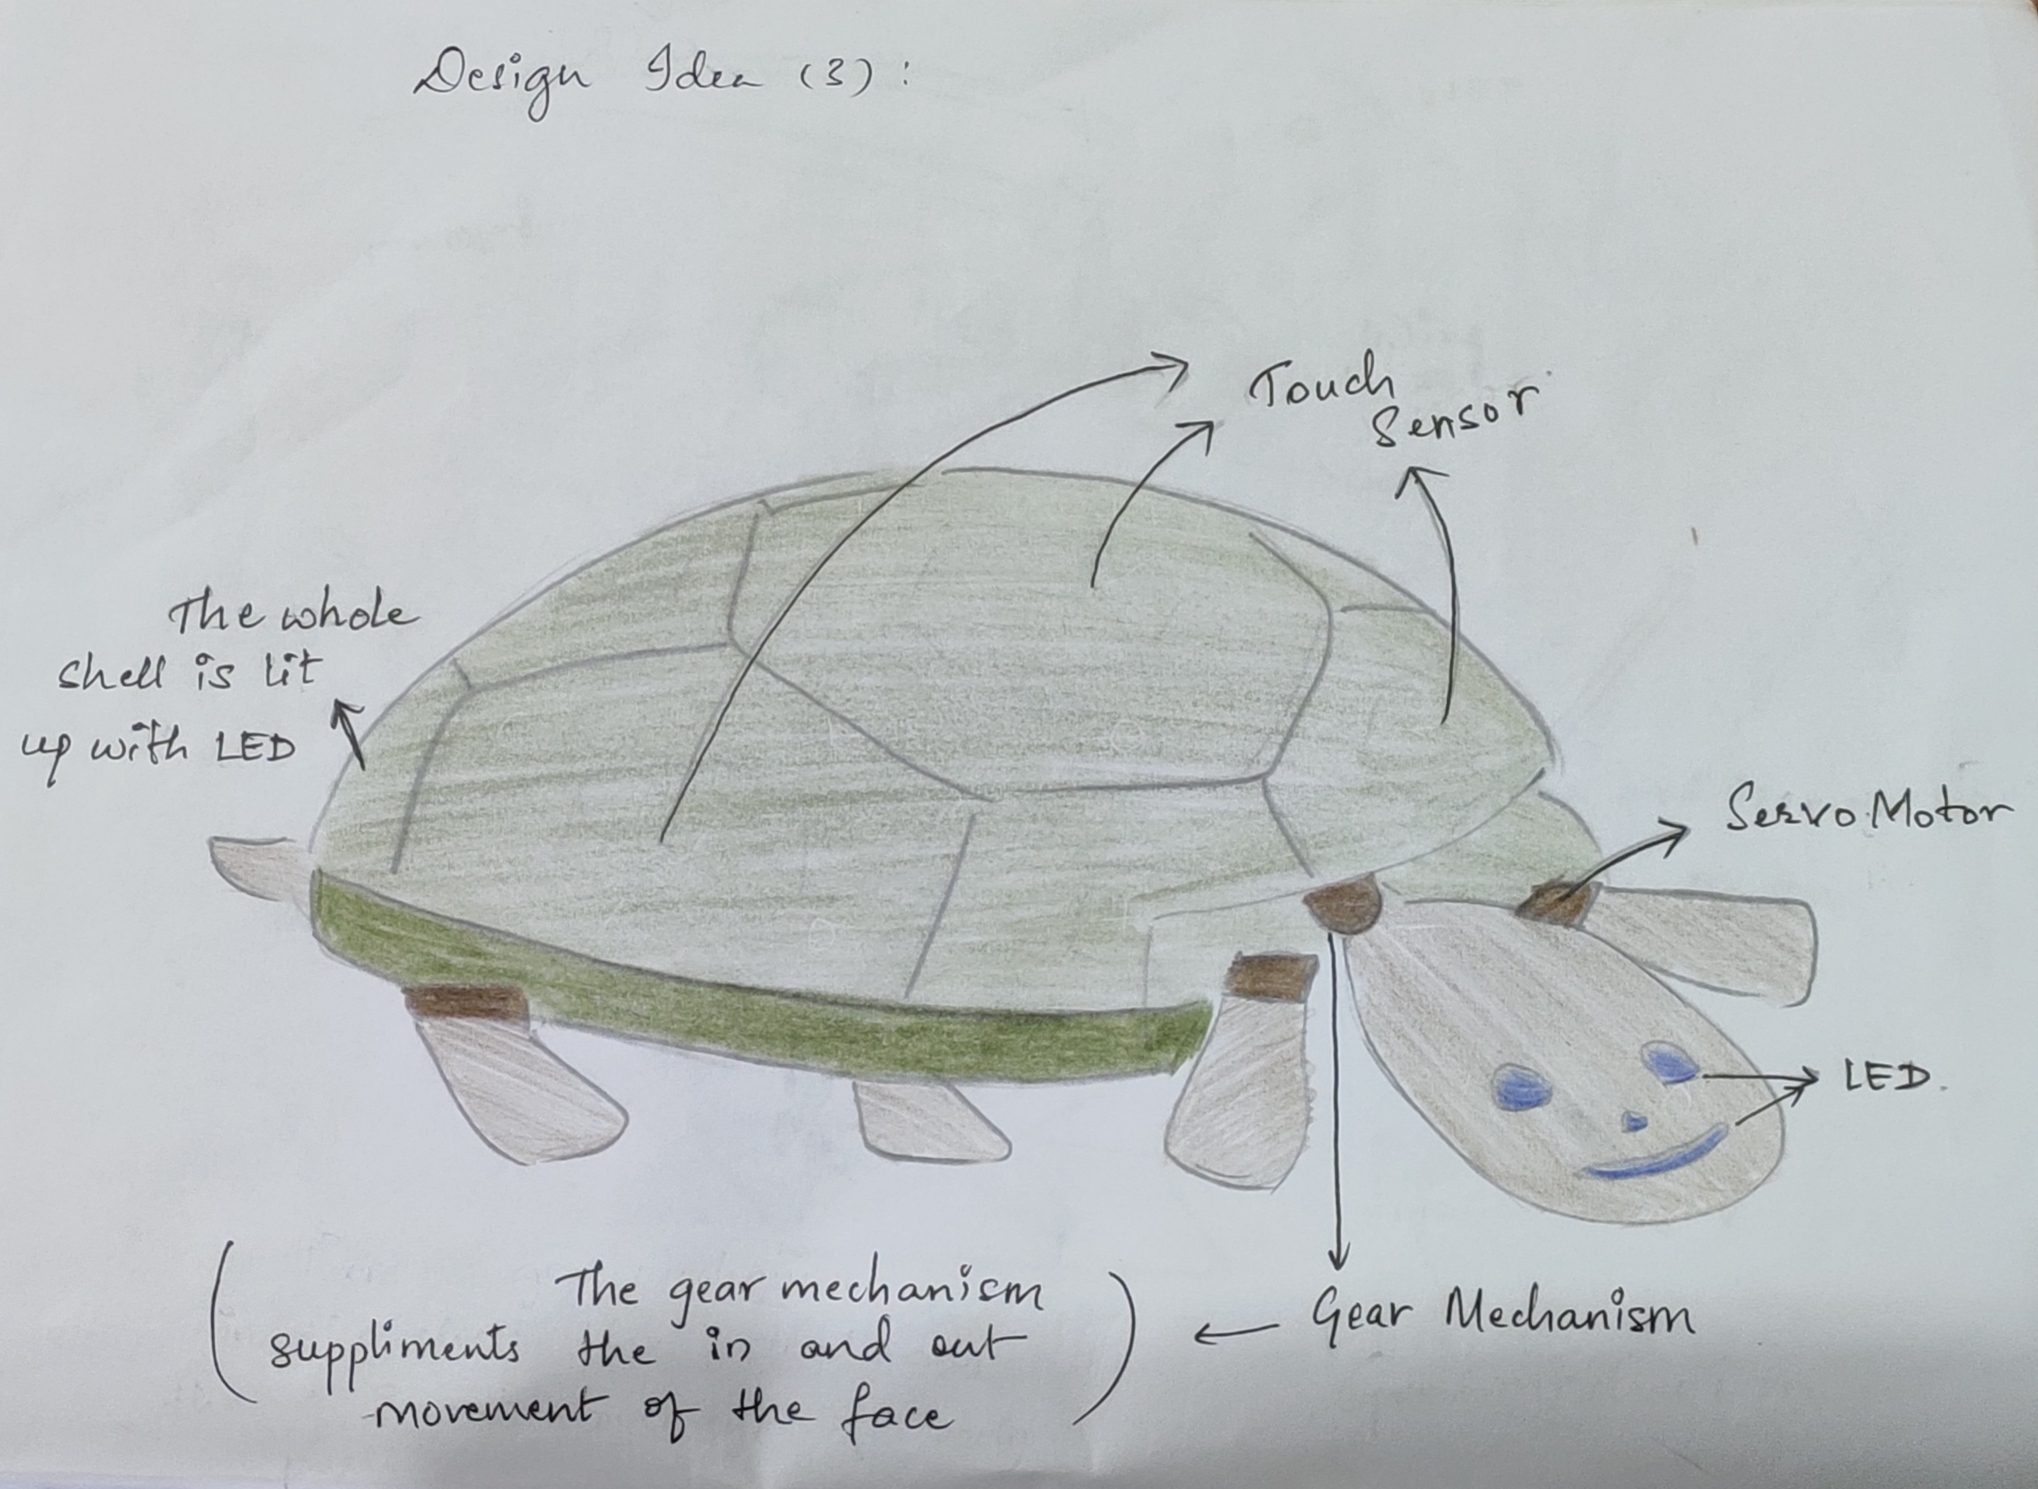 Design Idea (3) :
Touch
Sensor
The whole
shell is lit
up with LED
Servo Motor
LED.
Gear Mechanism
The gear mechanism
suppliments the in and out
movement of the face